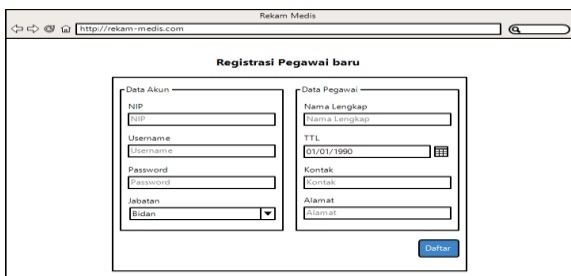 Rekam Medis
http://rekam-medis.com
Registrasi Pegawai baru
Data Akun
NIP
NIP
Username
Username
Password
Password
Jabatan
Bidan
Data Pegawai
Nama Lengkap
Nama Lengkap
TTL
01/01/1990
Kontak
Kontak
Alamat
Alamat
Daftar